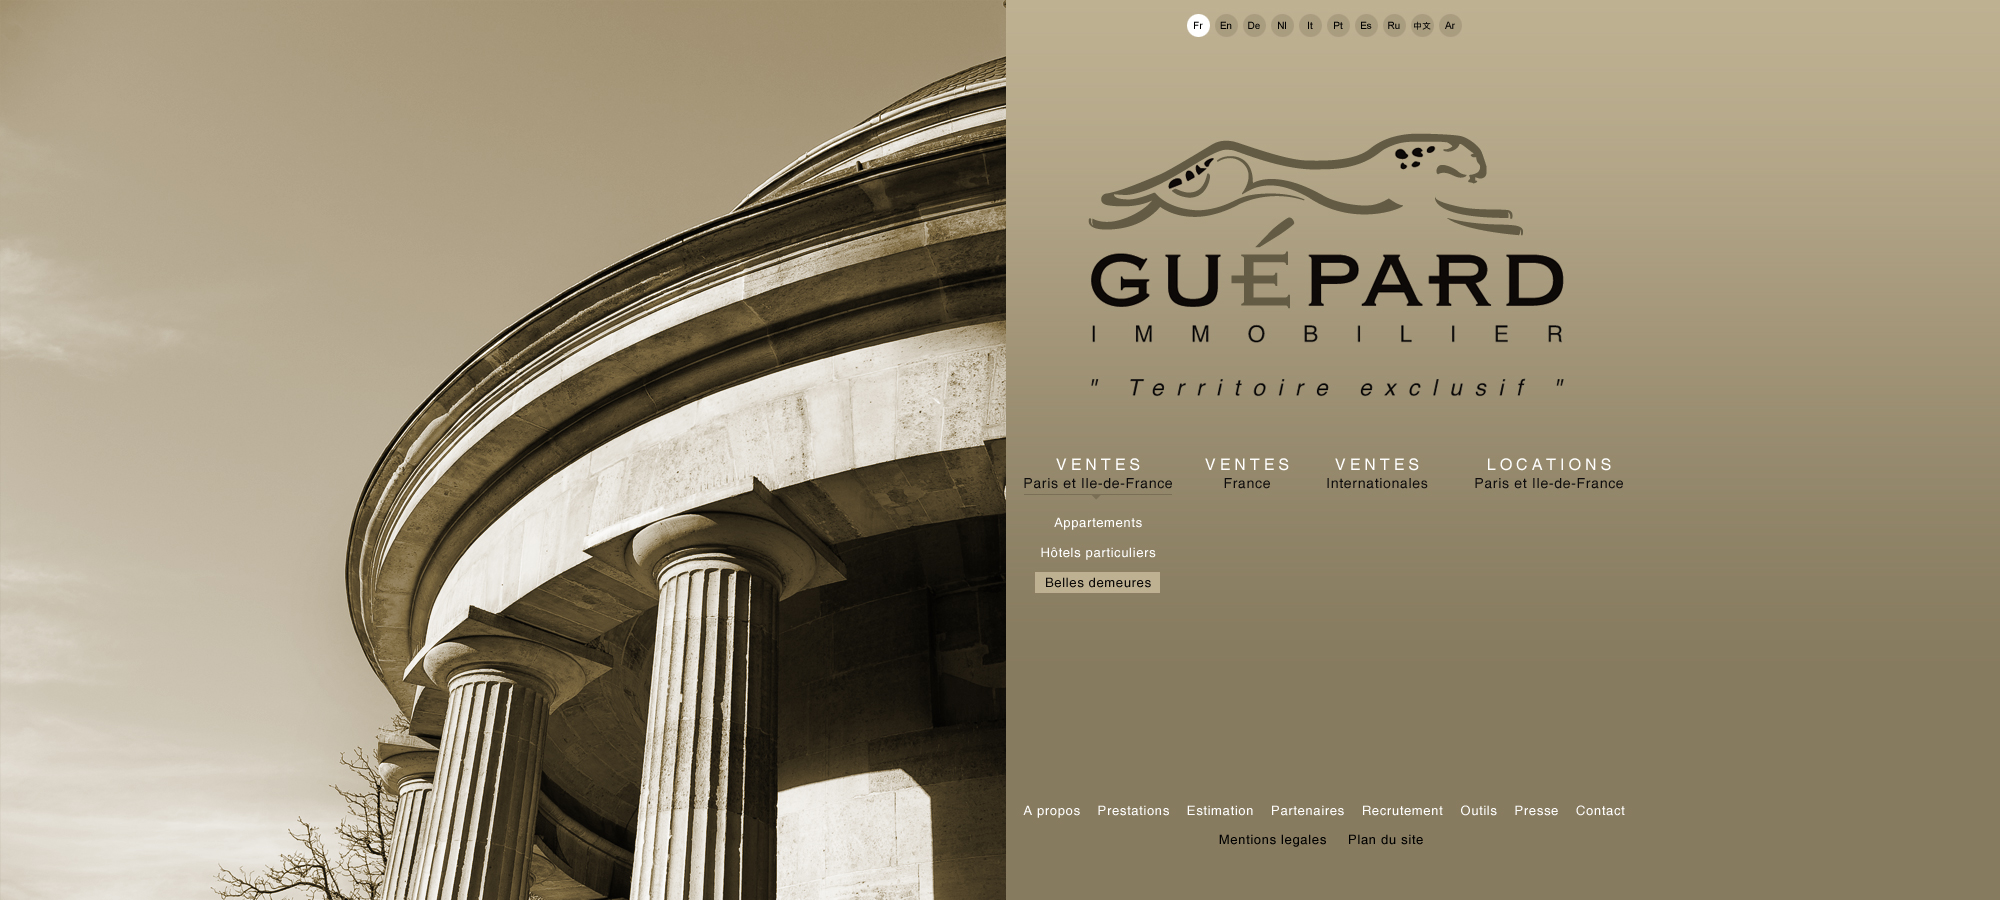 Fr En De Nl It Pt Es Ru 中文 Ar
GUÉPARD
IMMOBILIER
" Territoire exclusif "
VENTES VENTES VENTES LOCATIONS
Paris et Ile-de-France France Internationales Paris et Ile-de-France
Appartements
Hôtels particuliers
Belles demeures
A propos Prestations Estimation Partenaires Recrutement Outils Presse Contact
Mentions legales Plan du site